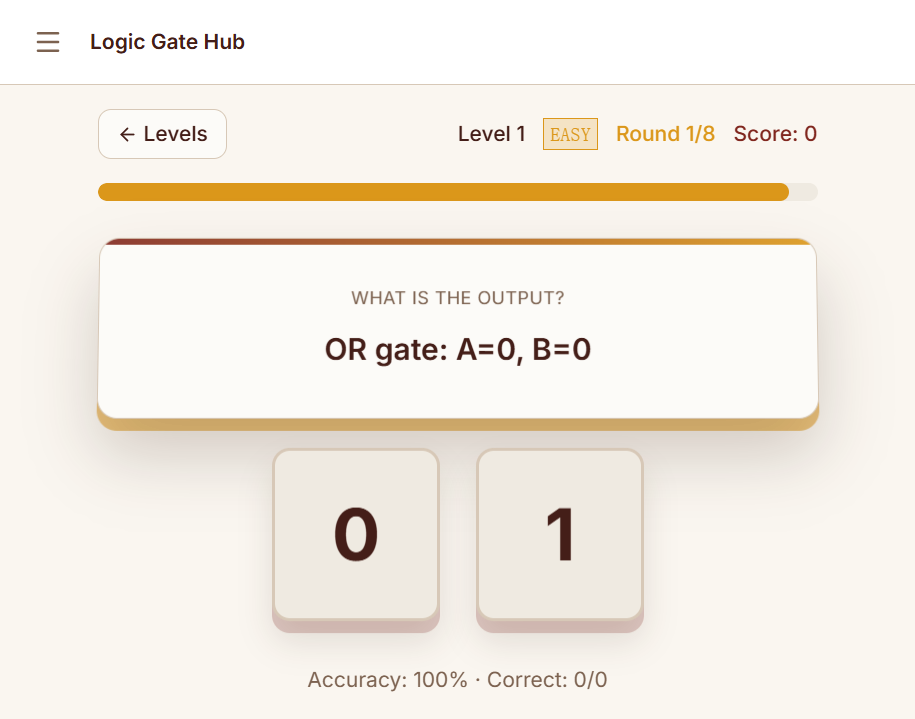 Logic Gate Hub
← Levels
Level 1 EASY Round 1/8 Score: 0
WHAT IS THE OUTPUT?
OR gate: A=0, B=0
0 1
Accuracy: 100% · Correct: 0/0